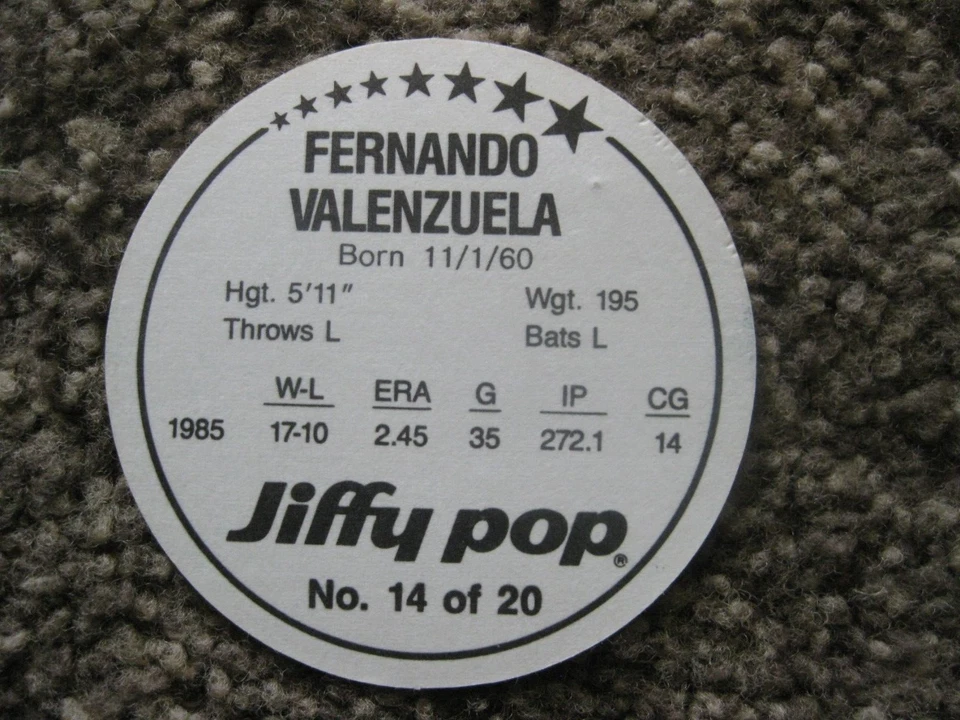 FERNANDO
VALENZUELA
Born 11/1/60
Hgt. 5'11" Wgt. 195
Throws L Bats L
W-L ERA G IP CG
1985 17-10 2.45 35 272.1 14
Jiffy pop®
No. 14 of 20